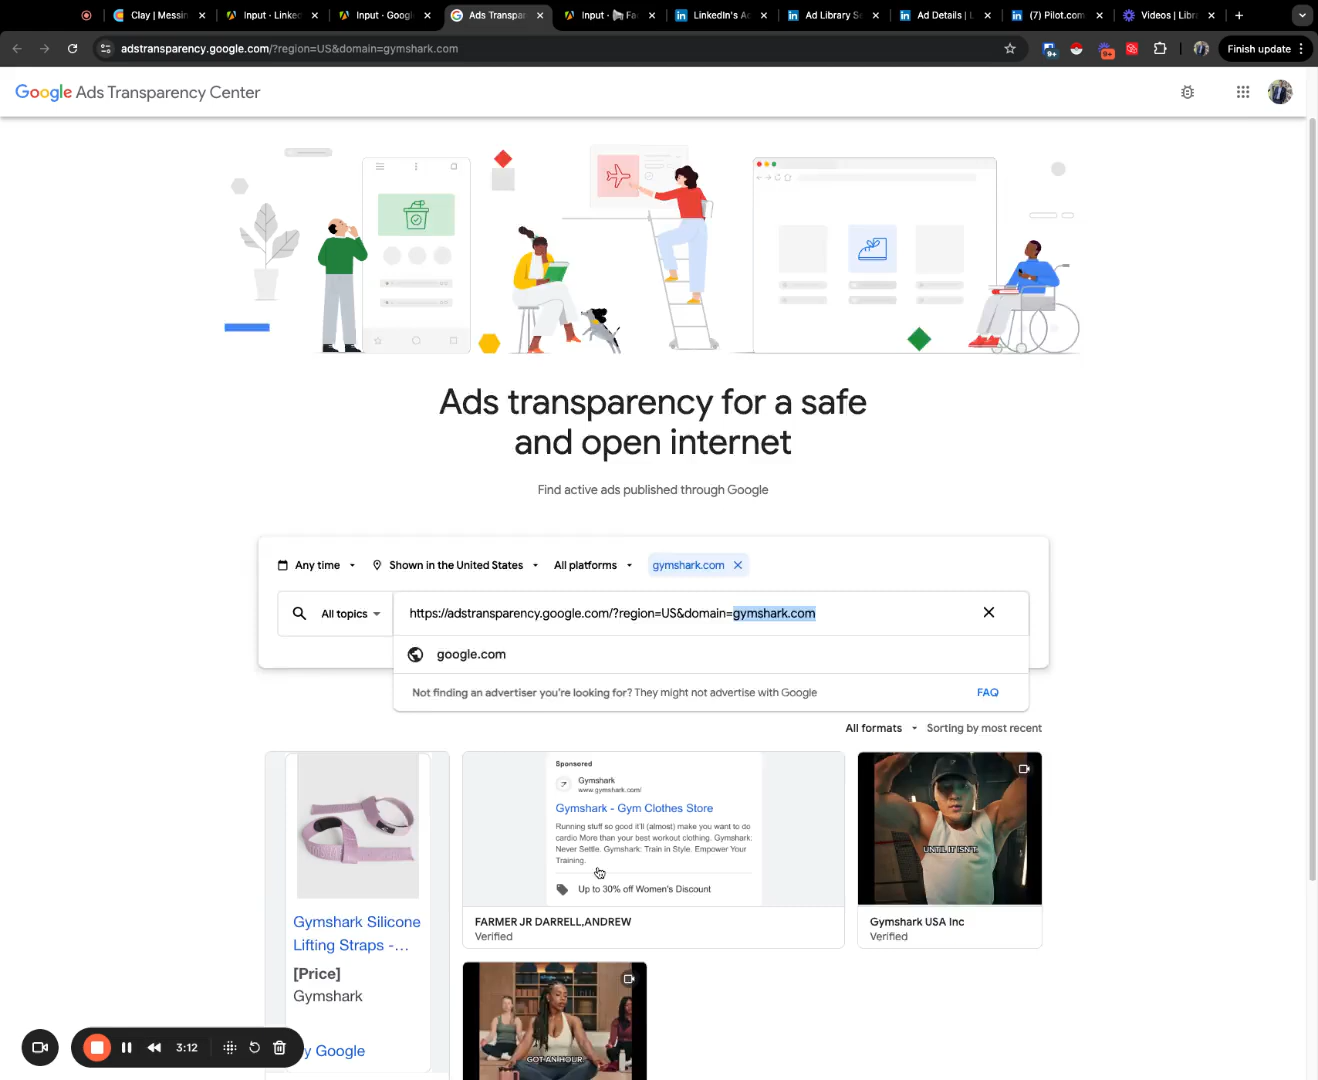 Clay | Messin
Input · Linked
Input · Googl
Ads Transpar
Input ·
Fac
LinkedIn's Ad
Ad Library Se
Ad Details | L
(7) Pilot.com
Videos | Libra
adstransparency.google.com/?region=US&domain=gymshark.com
9+
9+
Finish update
Google Ads Transparency Center
Ads transparency for a safe
and open internet
Find active ads published through Google
Any time
Shown in the United States
All platforms
gymshark.com
All topics
https://adstransparency.google.com/?region=US&domain=gymshark.com
google.com
Not finding an advertiser you're looking for? They might not advertise with Google
FAQ
All formats
Sorting by most recent
Gymshark Silicone
Lifting Straps -...
[Price]
Gymshark
y Google
Sponsored
Gymshark
www.gymshark.com/
Gymshark - Gym Clothes Store
Running stuff so good it'll (almost) make you want to do
cardio More than your best workout clothing. Gymshark:
Never Settle. Gymshark: Train in Style. Empower Your
Training.
Up to 30% off Women's Discount
FARMER JR DARRELL,ANDREW
Verified
UNTIL IT ISN'T.
Gymshark USA Inc
Verified
GOT AN HOUR.
3:12